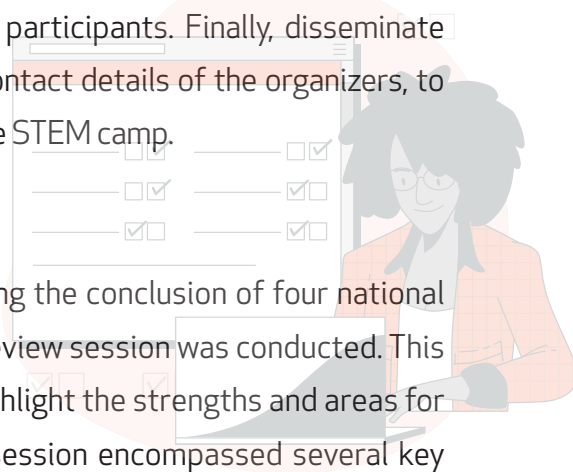 participants. Finally, disseminate
ontact details of the organizers, to
e STEM camp.
ng the conclusion of four national
view session was conducted. This
hlight the strengths and areas for
session encompassed several key